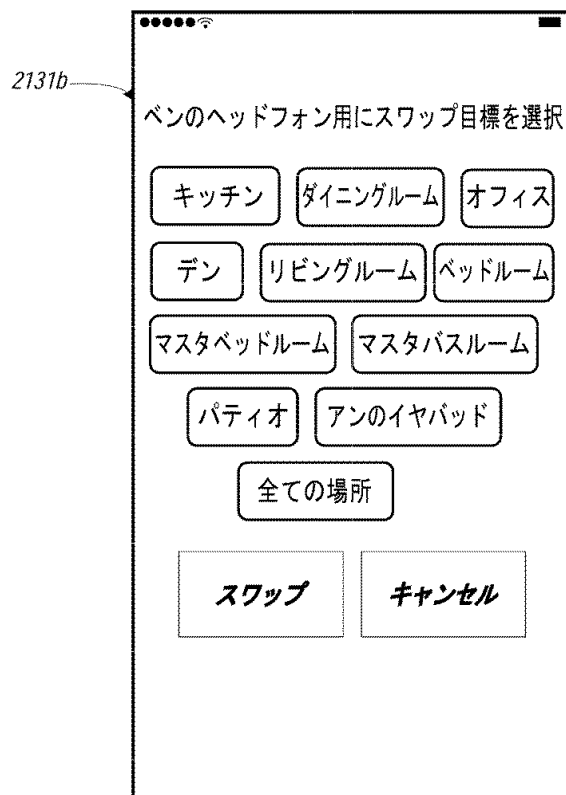 2131b
ベンのヘッドフォン用にスワップ目標を選択
キッチン ダイニングルーム オフィス
デン リビングルーム ベッドルーム
マスタベッドルーム マスタバスルーム
パティオ アンのイヤバッド
全ての場所
スワップ キャンセル